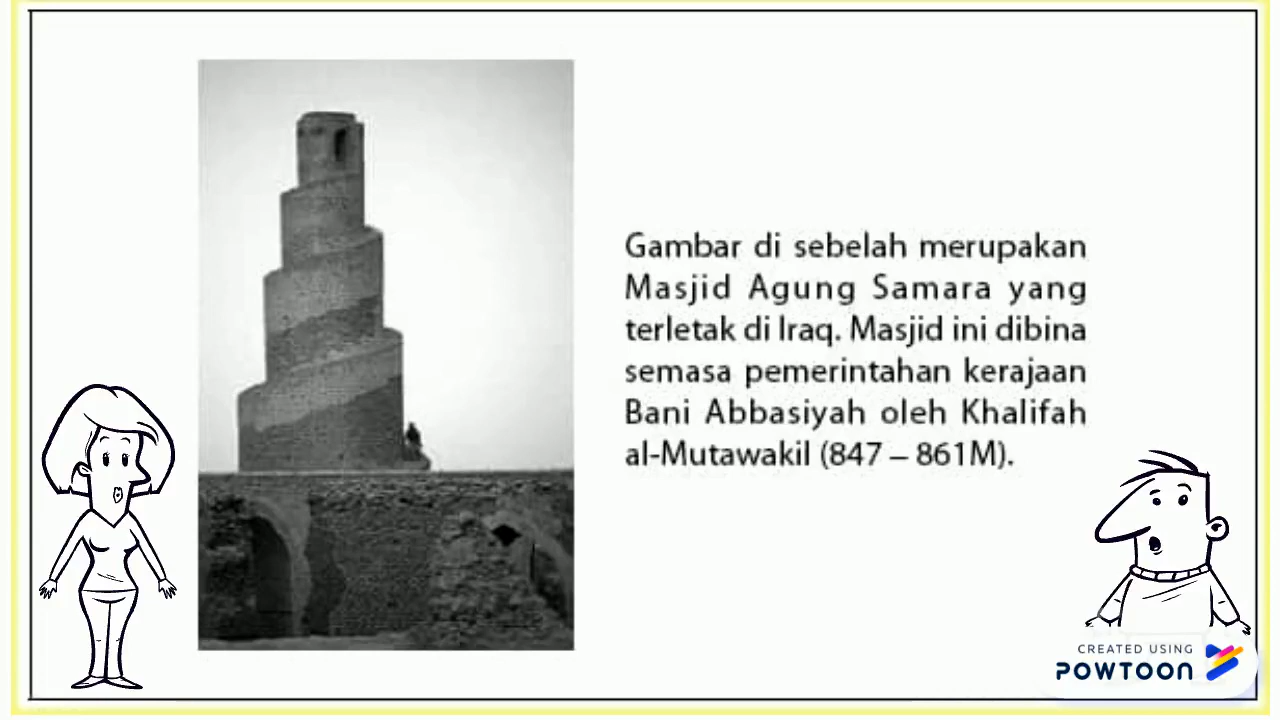 Gambar di sebelah merupakan
Masjid Agung Samara yang
terletak di Iraq. Masjid ini dibina
semasa pemerintahan kerajaan
Bani Abbasiyah oleh Khalifah
al-Mutawakil (847 – 861M).
CREATED USING
POWTOON